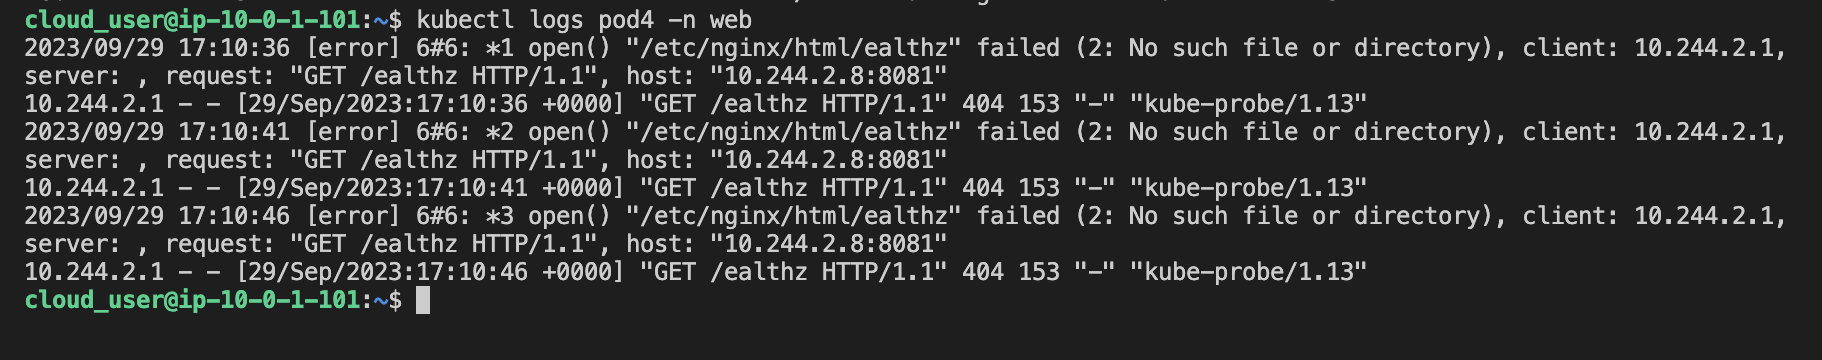 cloud_user@ip-10-0-1-101:~$ kubectl logs pod4 -n web
2023/09/29 17:10:36 [error] 6#6: *1 open() "/etc/nginx/html/ealthz" failed (2: No such file or directory), client: 10.244.2.1,
server: , request: "GET /ealthz HTTP/1.1", host: "10.244.2.8:8081"
10.244.2.1 - - [29/Sep/2023:17:10:36 +0000] "GET /ealthz HTTP/1.1" 404 153 "-" "kube-probe/1.13"
2023/09/29 17:10:41 [error] 6#6: *2 open() "/etc/nginx/html/ealthz" failed (2: No such file or directory), client: 10.244.2.1,
server: , request: "GET /ealthz HTTP/1.1", host: "10.244.2.8:8081"
10.244.2.1 - - [29/Sep/2023:17:10:41 +0000] "GET /ealthz HTTP/1.1" 404 153 "-" "kube-probe/1.13"
2023/09/29 17:10:46 [error] 6#6: *3 open() "/etc/nginx/html/ealthz" failed (2: No such file or directory), client: 10.244.2.1,
server: , request: "GET /ealthz HTTP/1.1", host: "10.244.2.8:8081"
10.244.2.1 - - [29/Sep/2023:17:10:46 +0000] "GET /ealthz HTTP/1.1" 404 153 "-" "kube-probe/1.13"
cloud_user@ip-10-0-1-101:~$